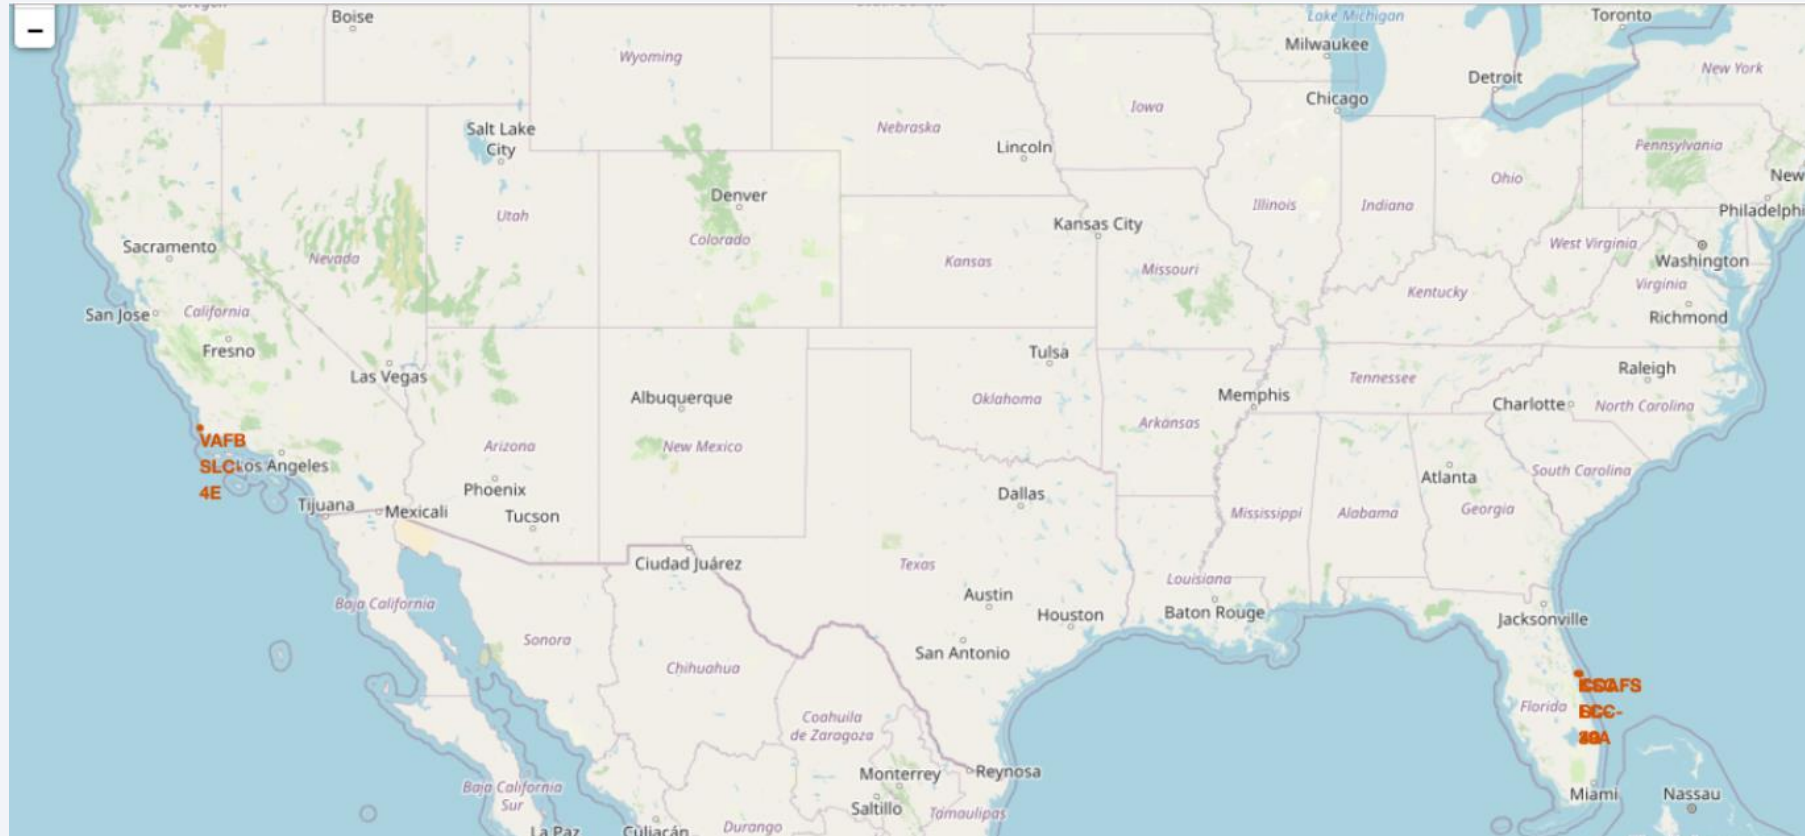 Oregon
Boise
South Dakota
Lake Michigan
Toronto
−
Milwaukee
Wyoming
New York
Detroit
Chicago
Iowa
Salt Lake
City
Nebraska
Lincoln
Pennsylvania
New
Denver
Ohio
Utah
Illinois
Indiana
Philadelphi
Kansas City
Sacramento
Nevada
Colorado
Kansas
Missouri
West Virginia
Washington
Virginia
Kentucky
San Jose
California
Richmond
Fresno
Tulsa
Las Vegas
Raleigh
Tennessee
Albuquerque
Oklahoma
Memphis
Charlotte
North Carolina
Arkansas
VAFB
SLC-
4E
Los Angeles
Arizona
New Mexico
South Carolina
Atlanta
Phoenix
Dallas
Tijuana
Mexicali
Tucson
Mississippi
Alabama
Georgia
Ciudad Juárez
Texas
Louisiana
Baja California
Austin
Houston
Baton Rouge
Jacksonville
Sonora
San Antonio
Chihuahua
Florida
Coahuila
de Zaragoza
Monterrey
Reynosa
Baja California
Sur
Saltillo
Tamaulipas
Miami
Nassau
La Paz
Culiacán
Durango